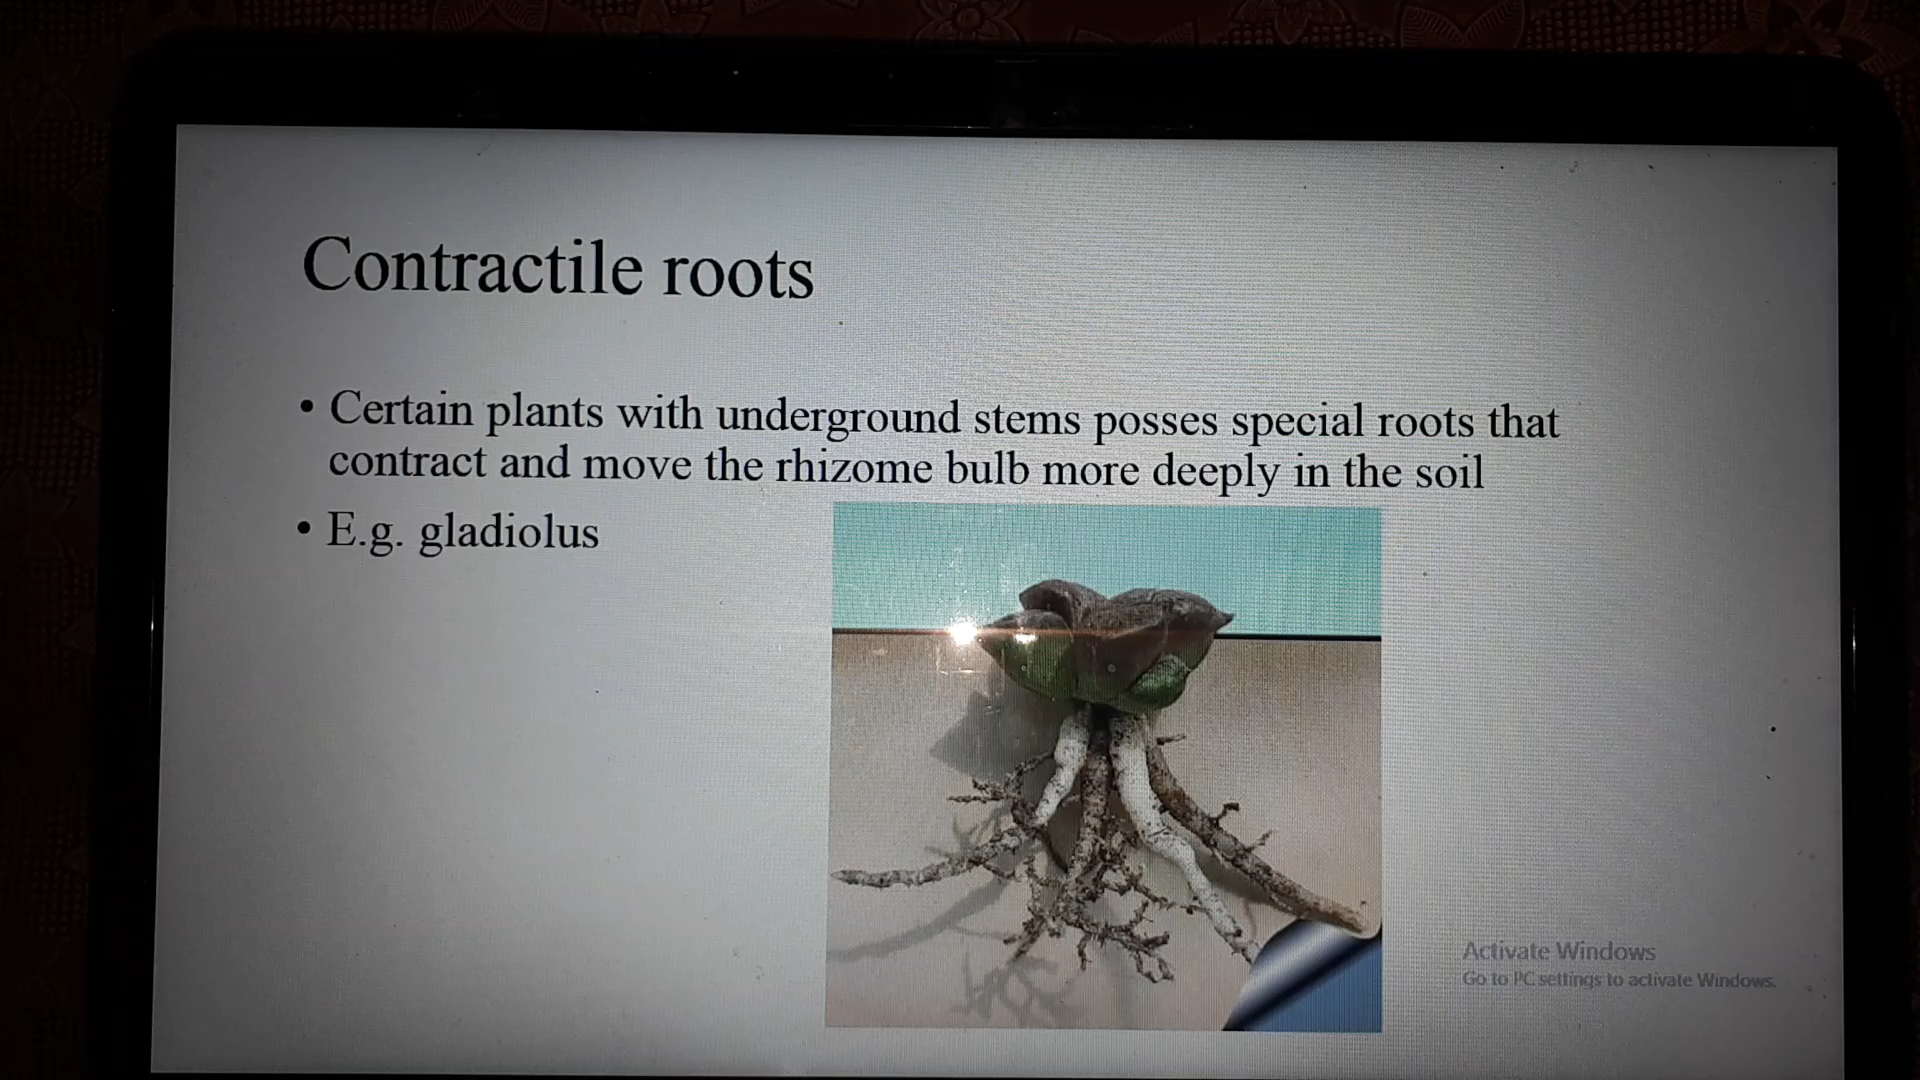 Contractile roots
• Certain plants with underground stems posses special roots that
contract and move the rhizome bulb more deeply in the soil
• E.g. gladiolus
Activate Windows
Go to PC settings to activate Windows.